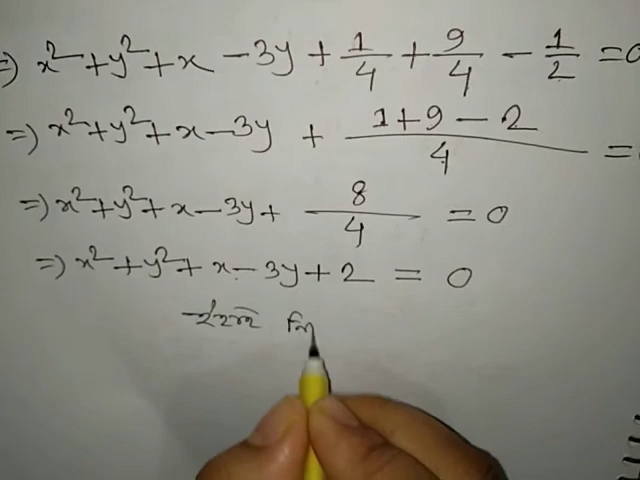 =) x² + y² + x - 3y + 1/4 + 9/4 - 1/2 = 0
=) x² + y² + x - 3y + (1 + 9 - 2)/4 =
=) x² + y² + x - 3y + 8/4 = 0
=) x² + y² + x - 3y + 2 = 0